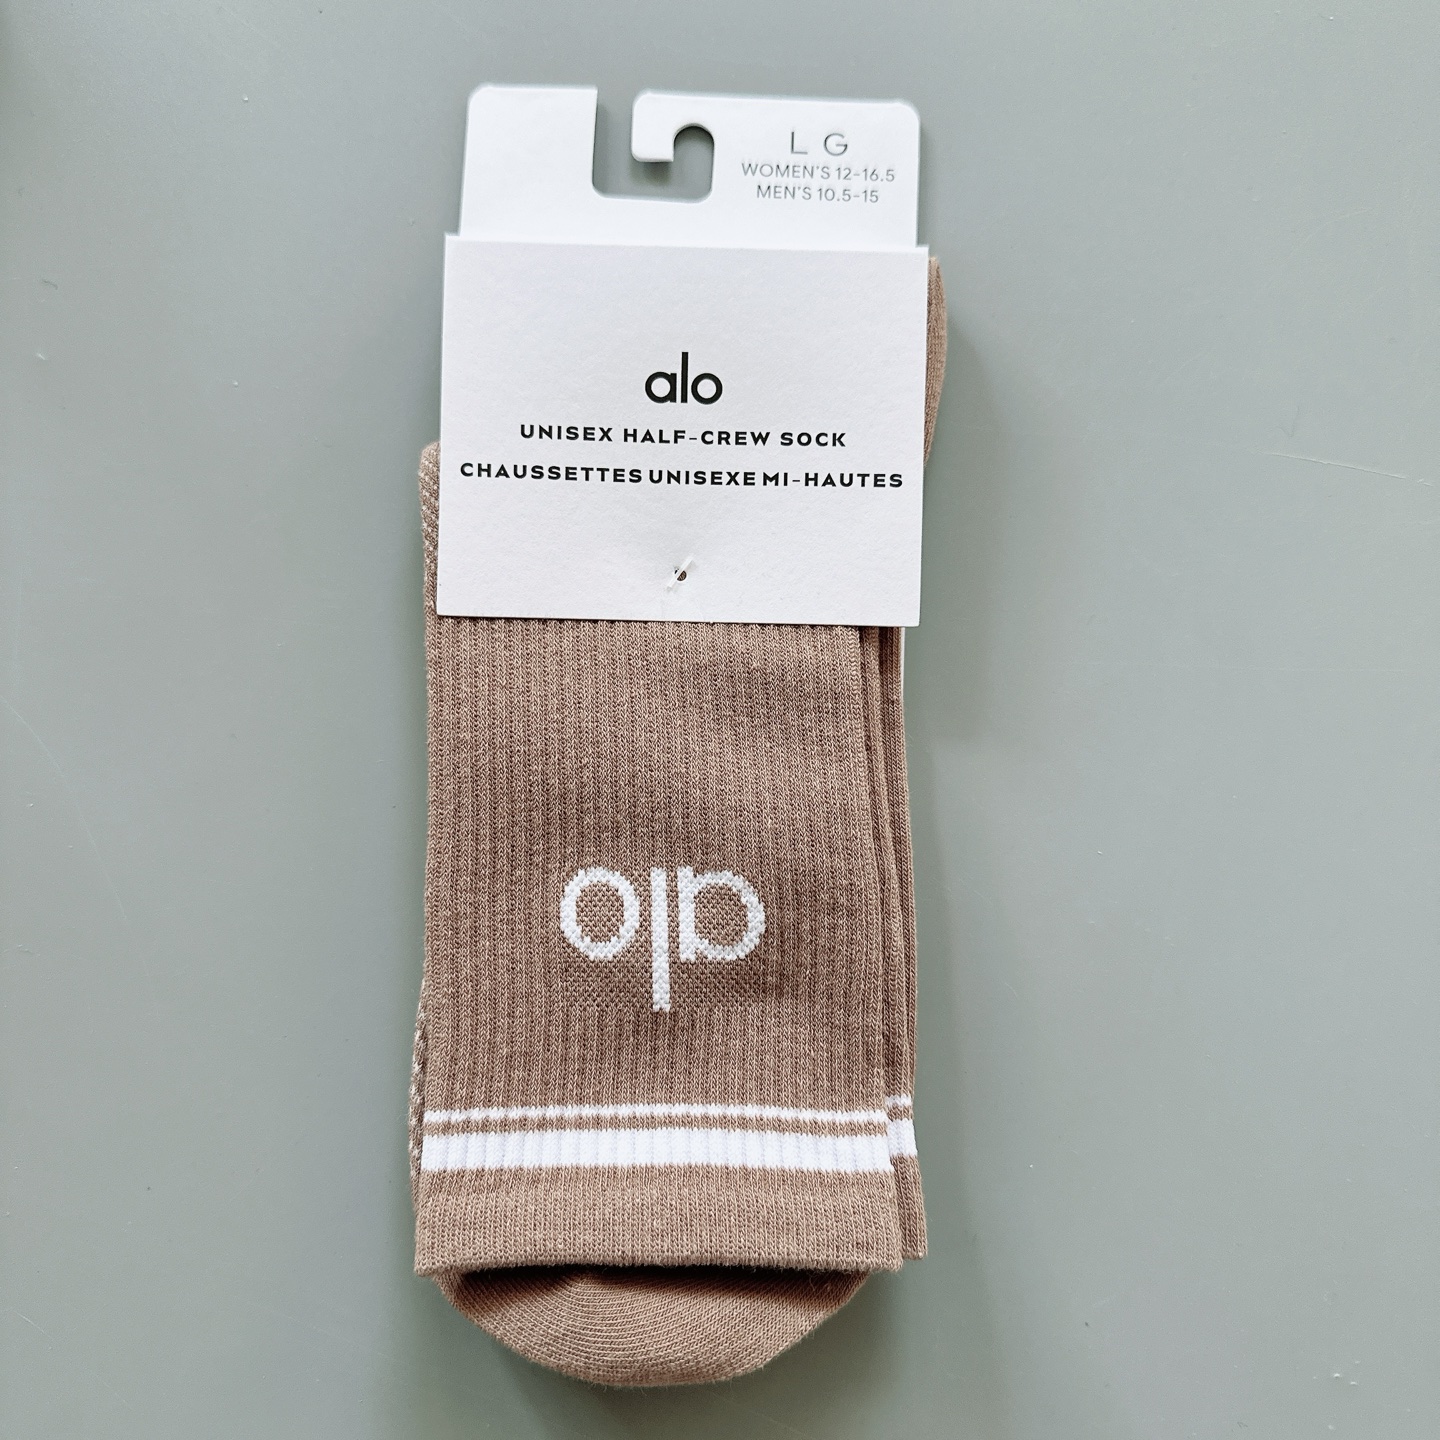 L G
WOMEN'S 12-16.5
MEN'S 10.5-15
alo
UNISEX HALF-CREW SOCK
CHAUSSETTES UNISEXE MI-HAUTES
alo